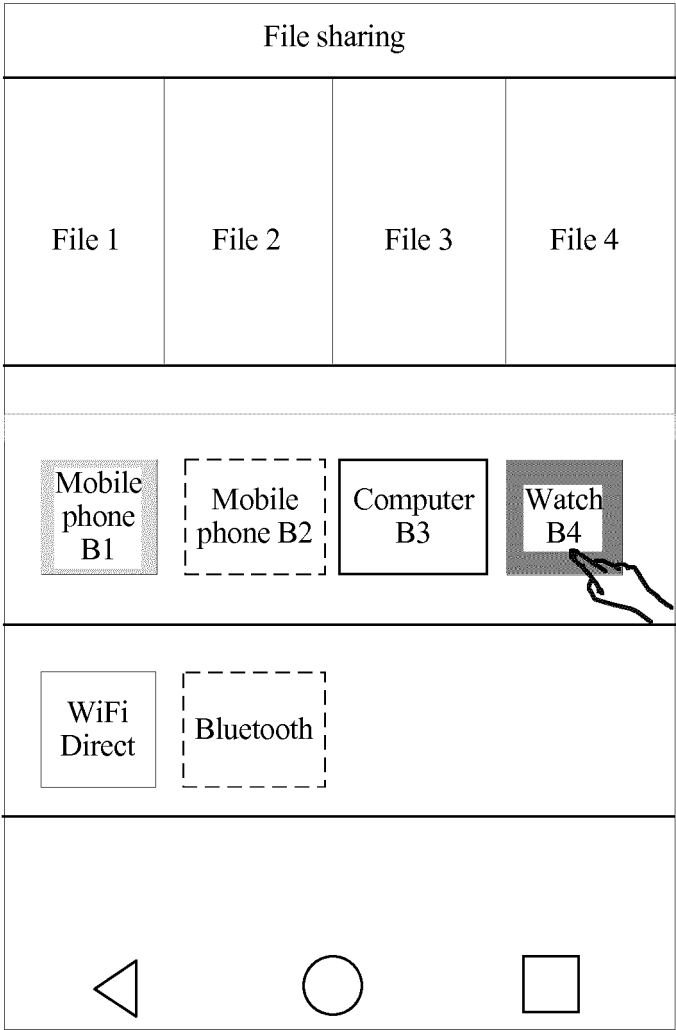 File sharing
File 1
File 2
File 3
File 4
Mobile
phone
B1
Mobile
phone B2
Computer
B3
Watch
B4
WiFi
Direct
Bluetooth